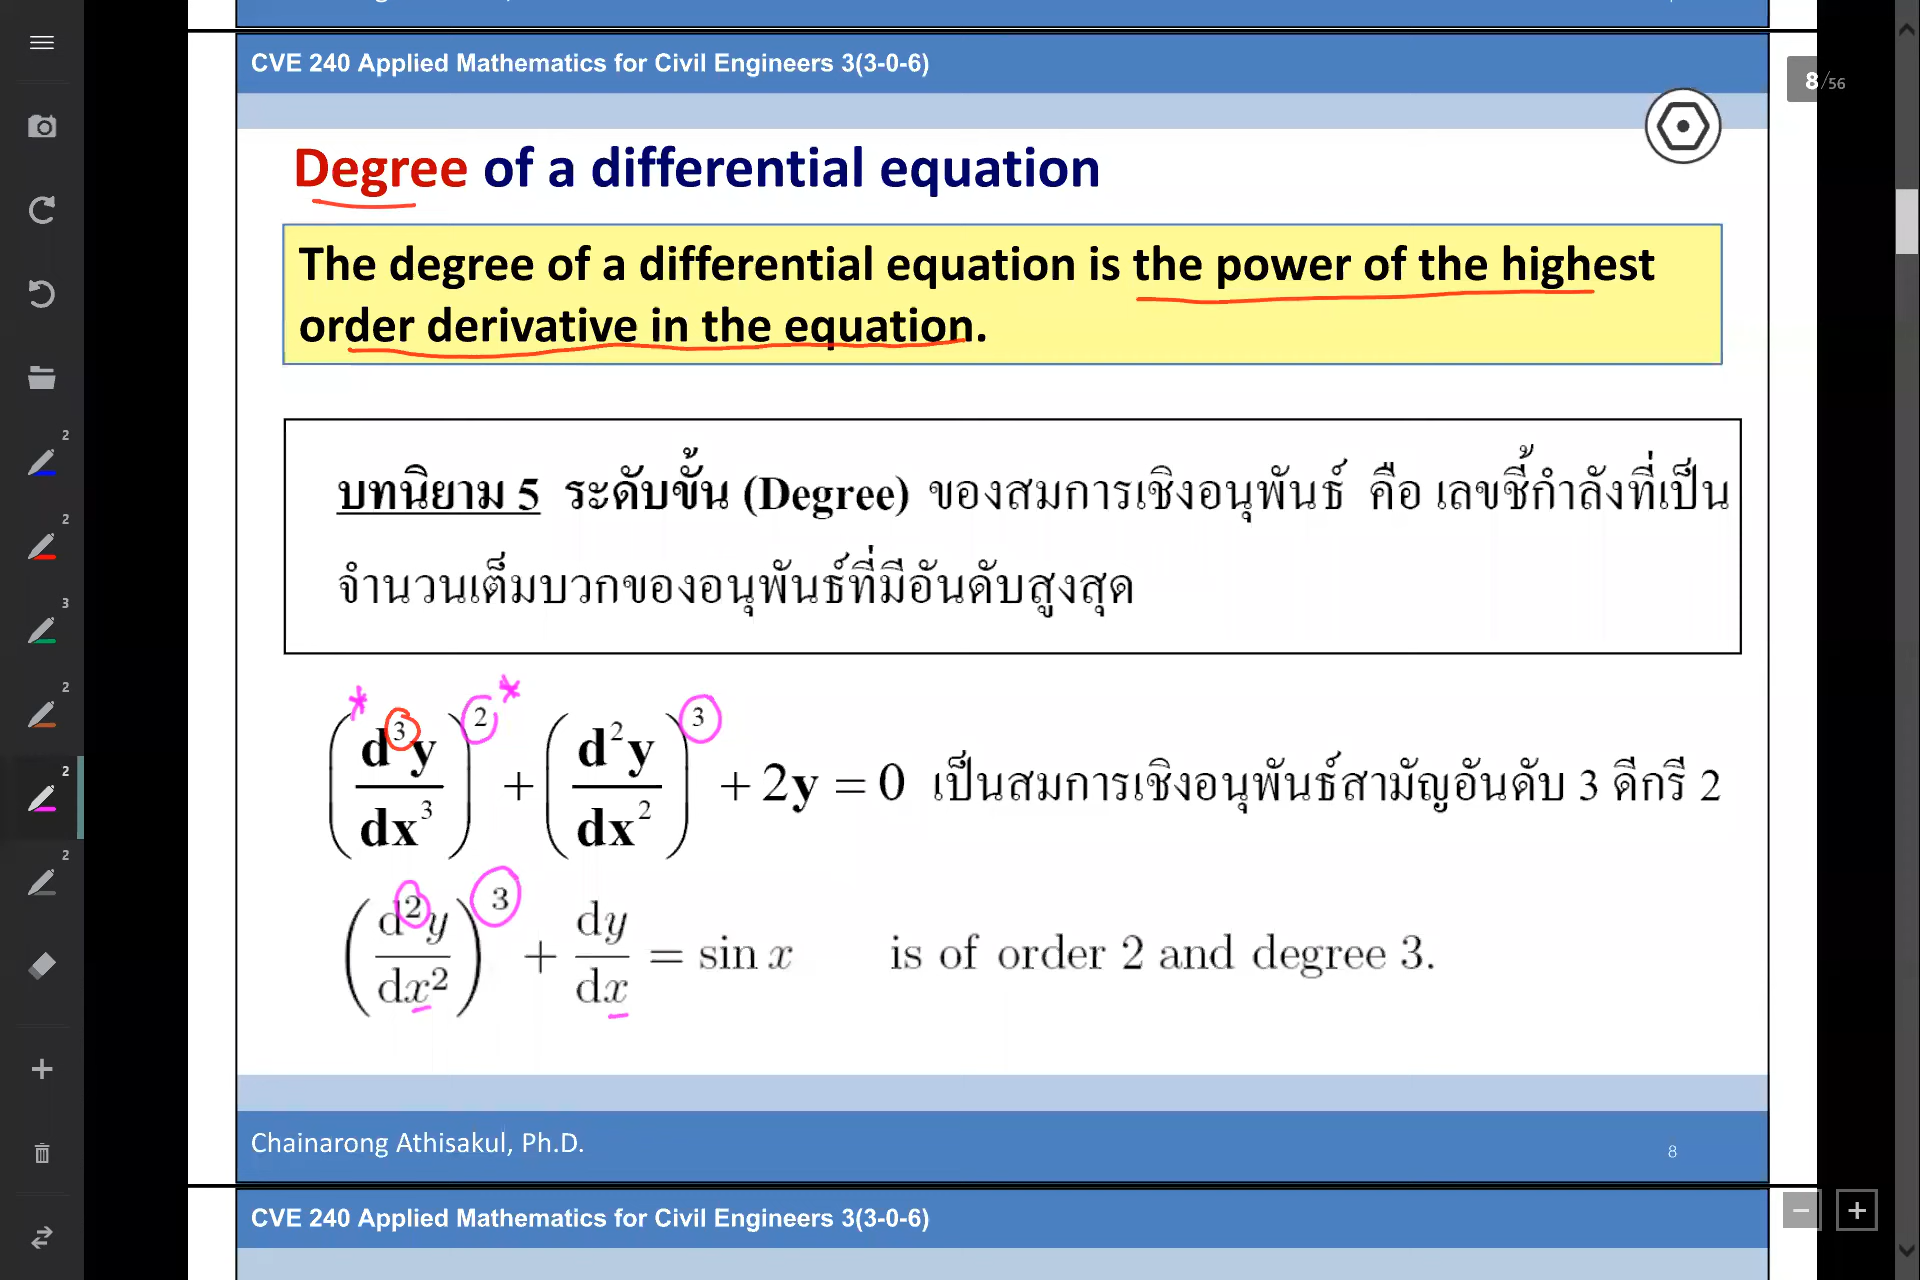 CVE 240 Applied Mathematics for Civil Engineers 3(3-0-6)
8/56
Degree of a differential equation
The degree of a differential equation is the power of the highest
order derivative in the equation.
บทนิยาม 5 ระดับขั้น (Degree) ของสมการเชิงอนุพันธ์ คือ เลขชี้กำลังที่เป็น
จำนวนเต็มบวกของอนุพันธ์ที่มีอันดับสูงสุด
(d³y/dx³)² + (d²y/dx²)³ + 2y = 0 เป็นสมการเชิงอนุพันธ์สามัญอันดับ 3 ดีกรี 2
(d²y/dx²)³ + dy/dx = sin x is of order 2 and degree 3.
Chainarong Athisakul, Ph.D.
8
CVE 240 Applied Mathematics for Civil Engineers 3(3-0-6)
2
2
3
2
2
2